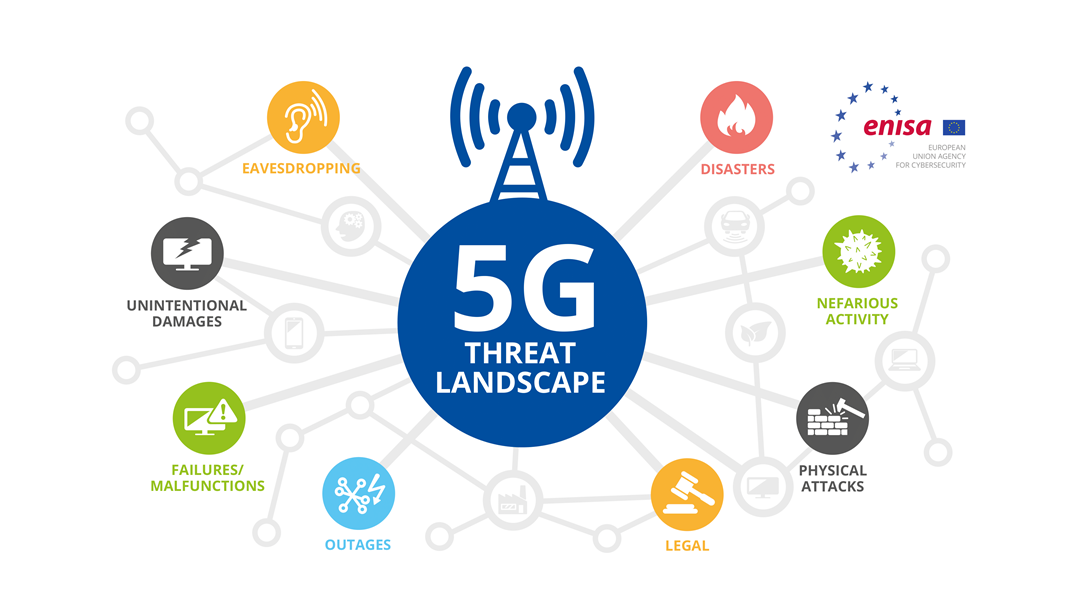 EAVESDROPPING
DISASTERS
enisa
EUROPEAN
UNION AGENCY
FOR CYBERSECURITY
UNINTENTIONAL
DAMAGES
5G
THREAT
LANDSCAPE
NEFARIOUS
ACTIVITY
FAILURES/
MALFUNCTIONS
PHYSICAL
ATTACKS
OUTAGES
LEGAL